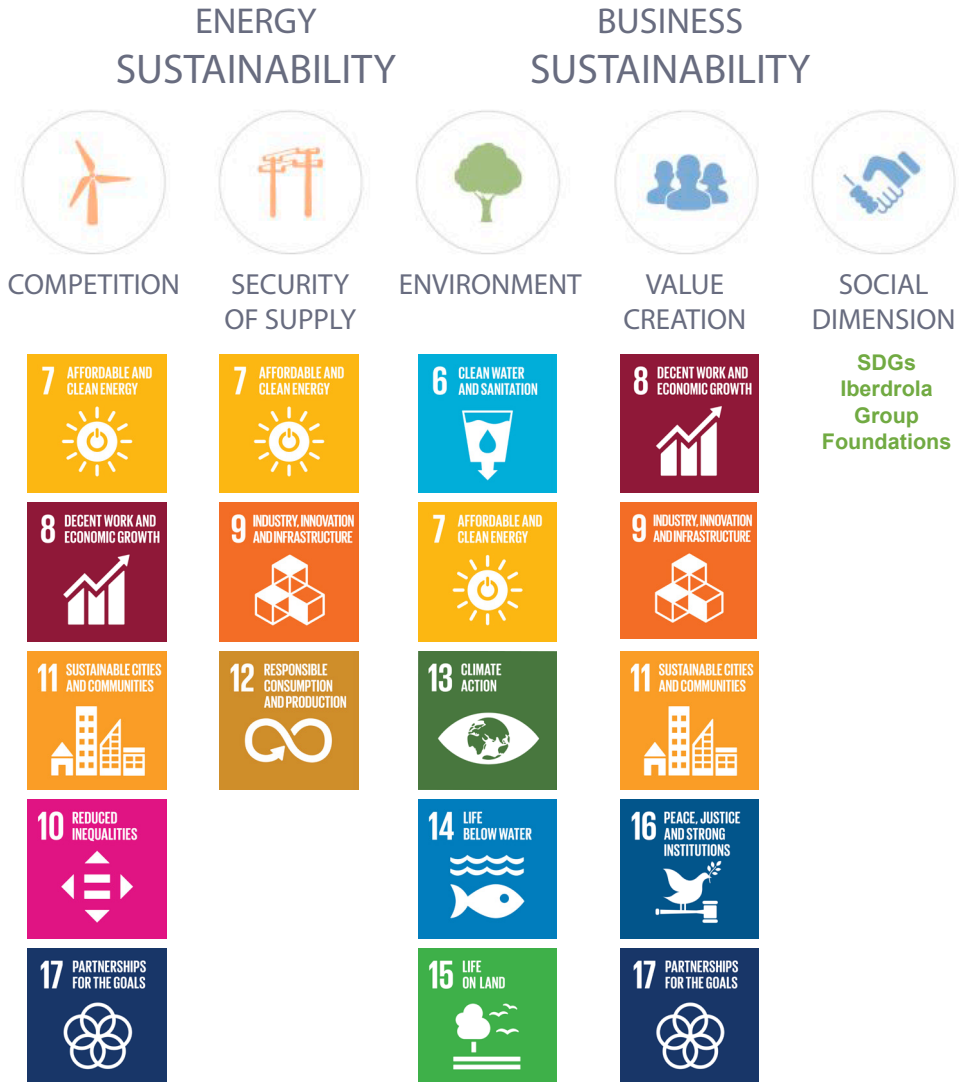 ENERGY
SUSTAINABILITY
BUSINESS
SUSTAINABILITY
COMPETITION
SECURITY
OF SUPPLY
ENVIRONMENT
VALUE
CREATION
SOCIAL
DIMENSION
7 AFFORDABLE AND
CLEAN ENERGY
8 DECENT WORK AND
ECONOMIC GROWTH
11 SUSTAINABLE CITIES
AND COMMUNITIES
10 REDUCED
INEQUALITIES
17 PARTNERSHIPS
FOR THE GOALS
7 AFFORDABLE AND
CLEAN ENERGY
9 INDUSTRY, INNOVATION
AND INFRASTRUCTURE
12 RESPONSIBLE
CONSUMPTION
AND PRODUCTION
6 CLEAN WATER
AND SANITATION
7 AFFORDABLE AND
CLEAN ENERGY
13 CLIMATE
ACTION
14 LIFE
BELOW WATER
15 LIFE
ON LAND
8 DECENT WORK AND
ECONOMIC GROWTH
9 INDUSTRY, INNOVATION
AND INFRASTRUCTURE
11 SUSTAINABLE CITIES
AND COMMUNITIES
16 PEACE, JUSTICE
AND STRONG
INSTITUTIONS
17 PARTNERSHIPS
FOR THE GOALS
SDGs
Iberdrola
Group
Foundations